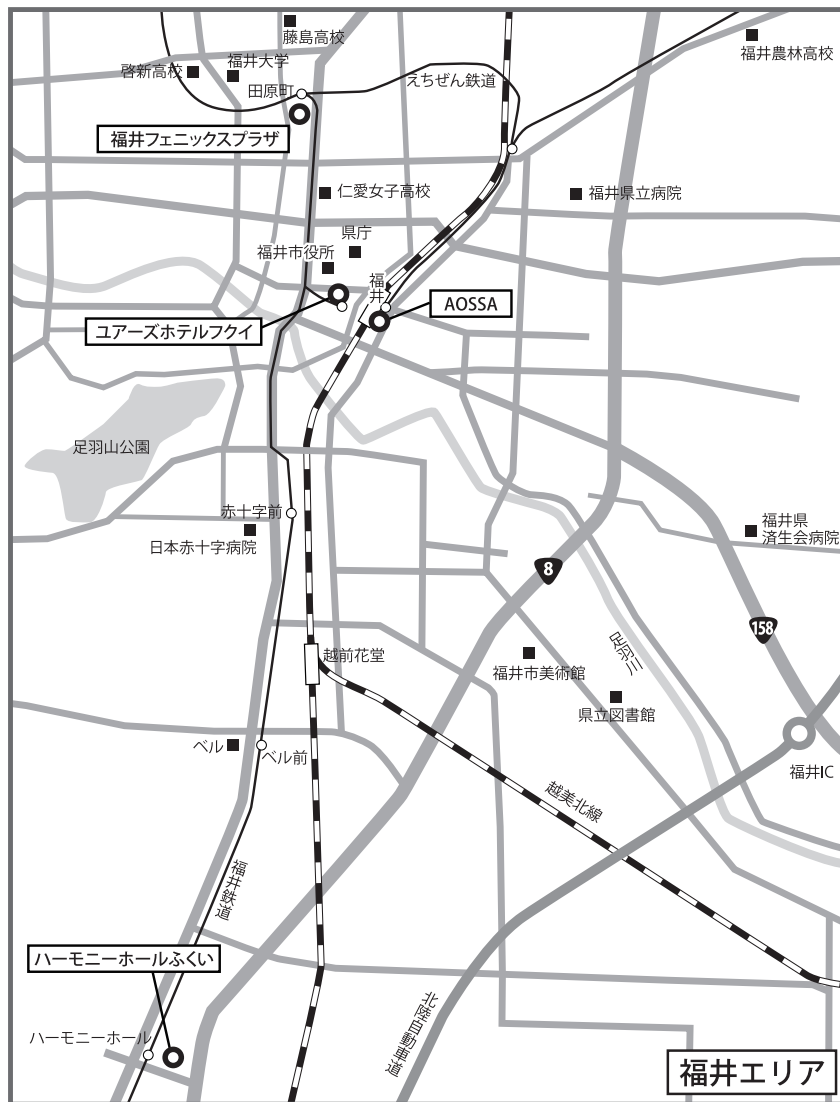 藤島高校
福井農林高校
福井大学
啓新高校
えちぜん鉄道
田原町
福井フェニックスプラザ
仁愛女子高校
福井県立病院
県庁
福井市役所
福井
AOSSA
ユアーズホテルフクイ
足羽山公園
赤十字前
福井県
済生会病院
日本赤十字病院
8
158
足羽川
越前花堂
福井市美術館
県立図書館
ベル
ベル前
福井IC
越美北線
福井鉄道
ハーモニーホールふくい
北陸自動車道
ハーモニーホール
福井エリア